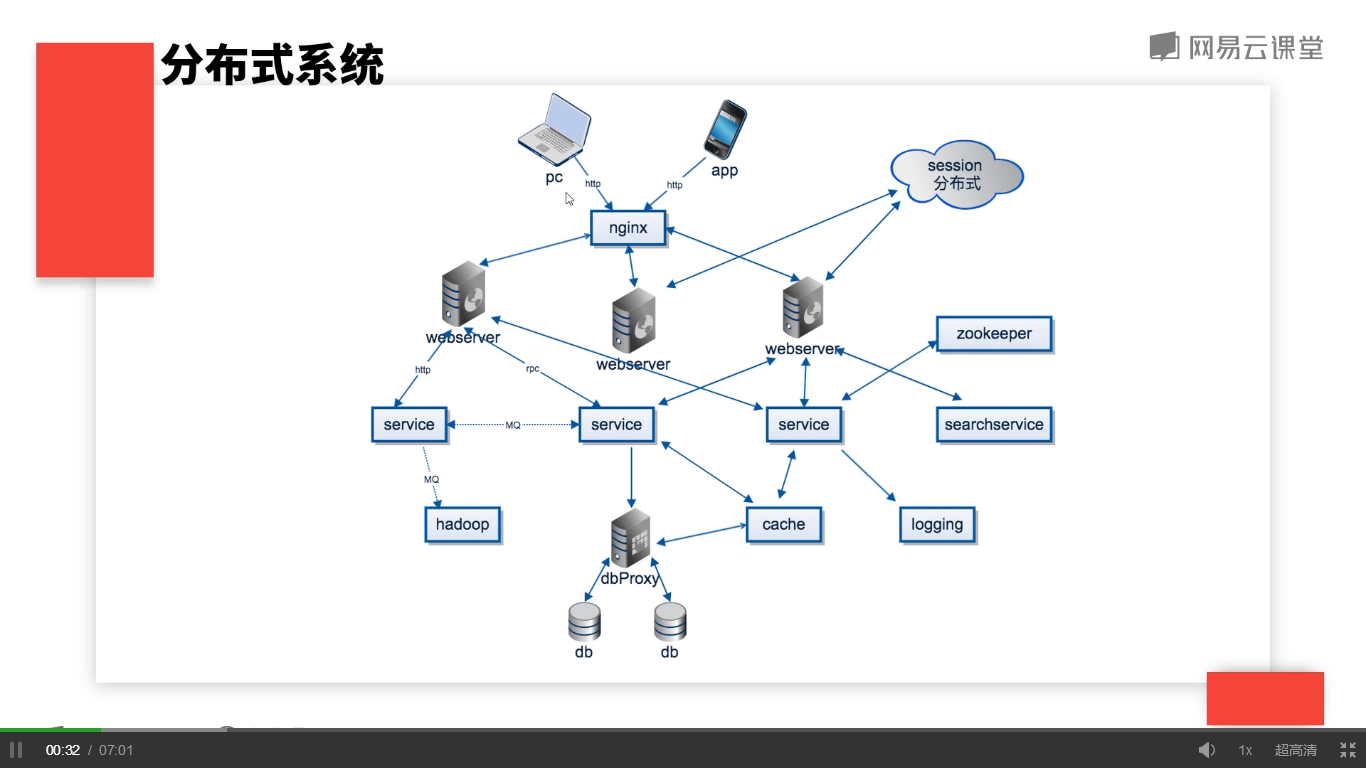 分布式系统
网易云课堂
pc
app
http
http
session
分布式
nginx
webserver
webserver
webserver
zookeeper
http
rpc
service
MQ
service
service
searchservice
MQ
hadoop
cache
logging
dbProxy
db
db
00:32 / 07:01
1x
超高清